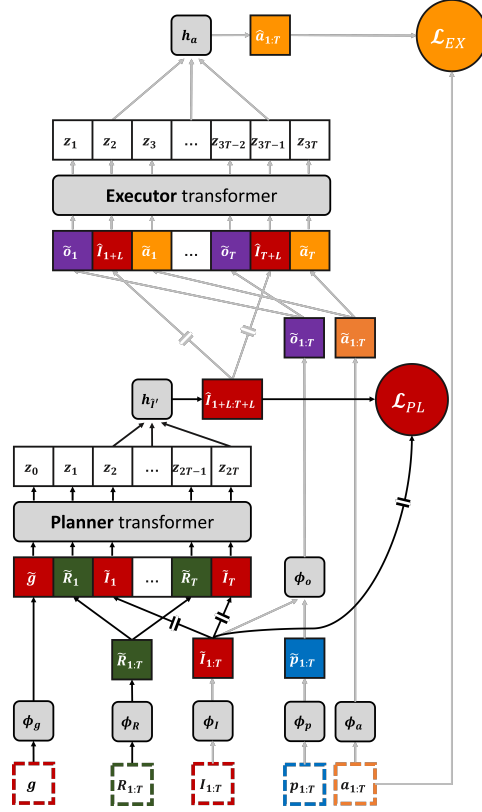 h_a â_{1:T} 𝓛_{EX}
z_1 z_2 z_3 ... z_{3T-2} z_{3T-1} z_{3T}
Executor transformer
õ_1 Î_{1+L} ã_1 ... õ_T Î_{T+L} ã_T
õ_{1:T} ã_{1:T}
h_{Î'} Î_{1+L:T+L} 𝓛_{PL}
z_0 z_1 z_2 ... z_{2T-1} z_{2T}
Planner transformer
g̃ R̃_1 Ĩ_1 ... R̃_T Ĩ_T
ϕ_o
R̃_{1:T} Ĩ_{1:T} p̃_{1:T}
ϕ_g ϕ_R ϕ_I ϕ_p ϕ_a
g R_{1:T} I_{1:T} p_{1:T} a_{1:T}